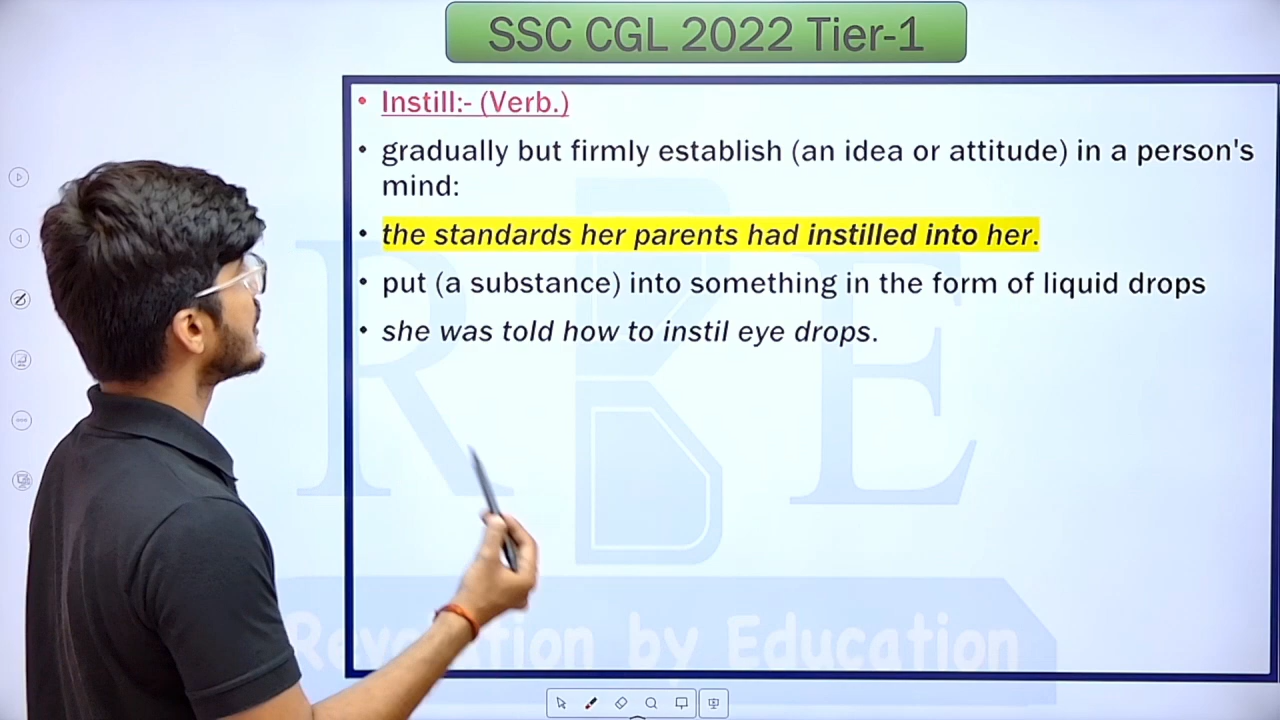 SSC CGL 2022 Tier-1
• Instill:- (Verb.)
• gradually but firmly establish (an idea or attitude) in a person's
mind:
• the standards her parents had instilled into her.
• put (a substance) into something in the form of liquid drops
• she was told how to instil eye drops.
RBE
Revolution by Education